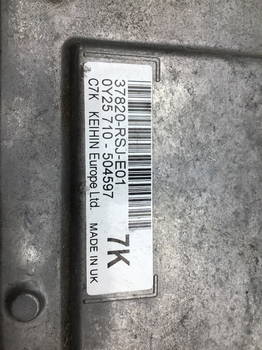 37820-RSJ-E01
0Y25 710 - 504597
C7K KEIHIN Europe Ltd. MADE IN UK
7K